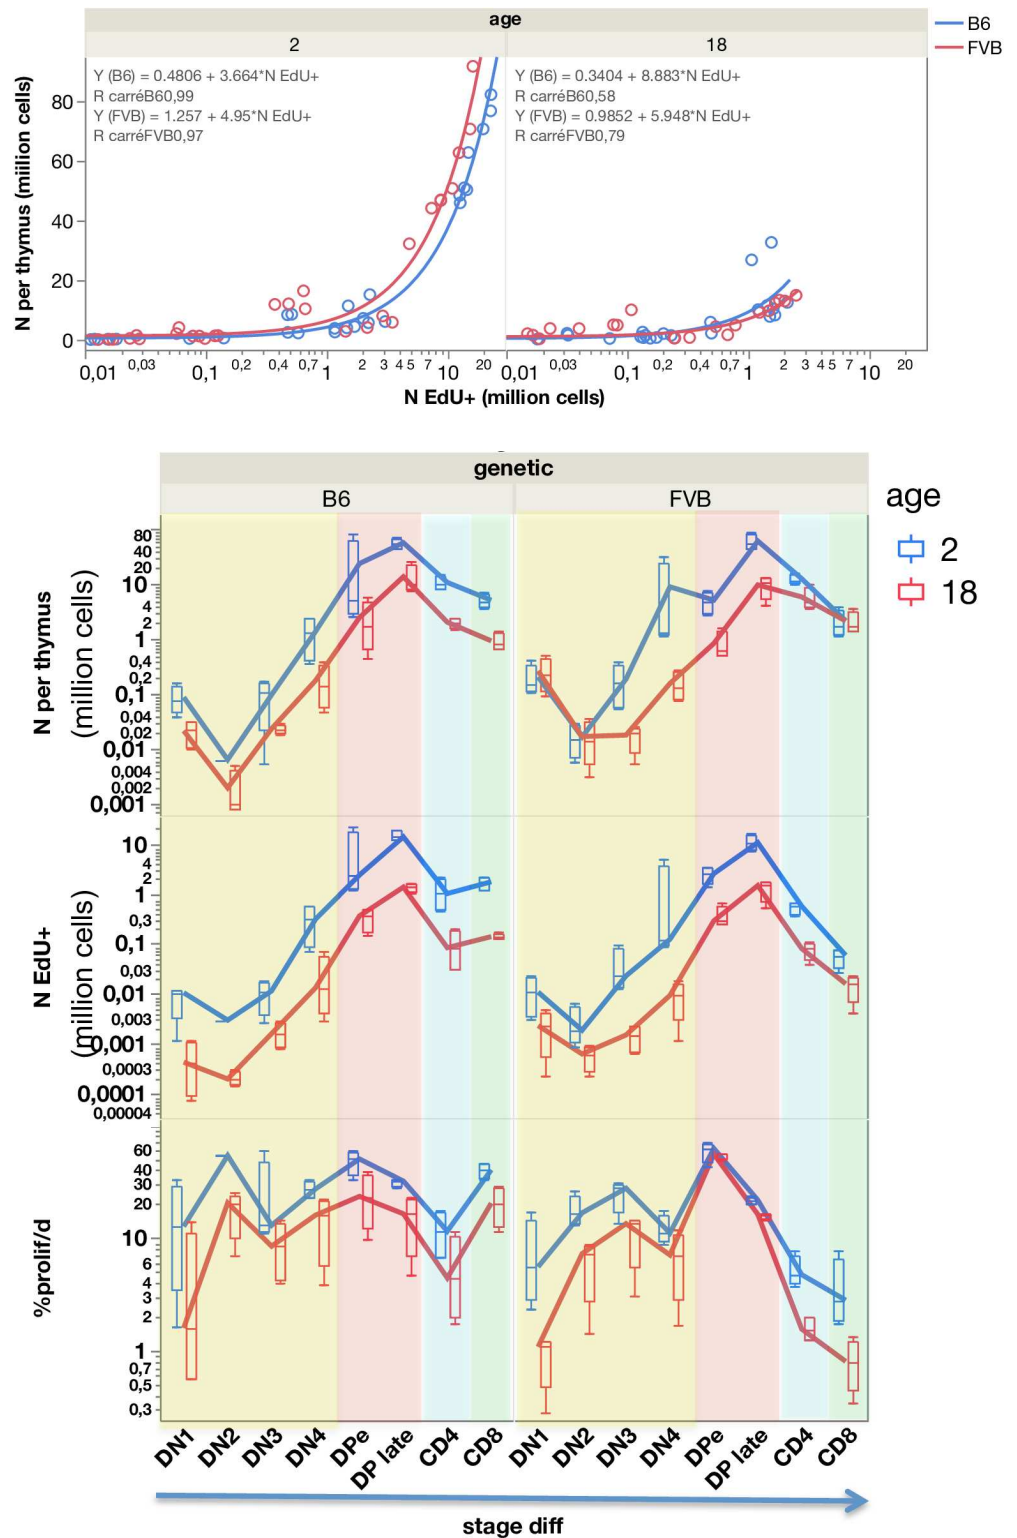 age
2
18
B6
FVB
Y (B6) = 0.4806 + 3.664*N EdU+
R carréB60,99
Y (FVB) = 1.257 + 4.95*N EdU+
R carréFVB0,97
Y (B6) = 0.3404 + 8.883*N EdU+
R carréB60,58
Y (FVB) = 0.9852 + 5.948*N EdU+
R carréFVB0,79
N per thymus (miilion cells)
80
60
40
20
0
0,01 0,03 0,1 0,2 0,4 0,7 1 2 3 4 5 7 10 20
0,01 0,03 0,1 0,2 0,4 0,7 1 2 3 4 5 7 10 20
N EdU+ (million cells)
genetic
B6
FVB
age
2
18
N per thymus
(million cells)
80
40
20
10
4
2
1
0,4
0,2
0,1
0,04
0,02
0,01
0,004
0,002
0,001
N EdU+
(million cells)
10
4
2
1
0,3
0,1
0,03
0,01
0,003
0,001
0,0003
0,0001
0,00004
%prolif/d
60
40
30
20
10
6
4
3
2
1
0,7
0,5
0,3
DN1 DN2 DN3 DN4 DPe DP late CD4 CD8
DN1 DN2 DN3 DN4 DPe DP late CD4 CD8
stage diff